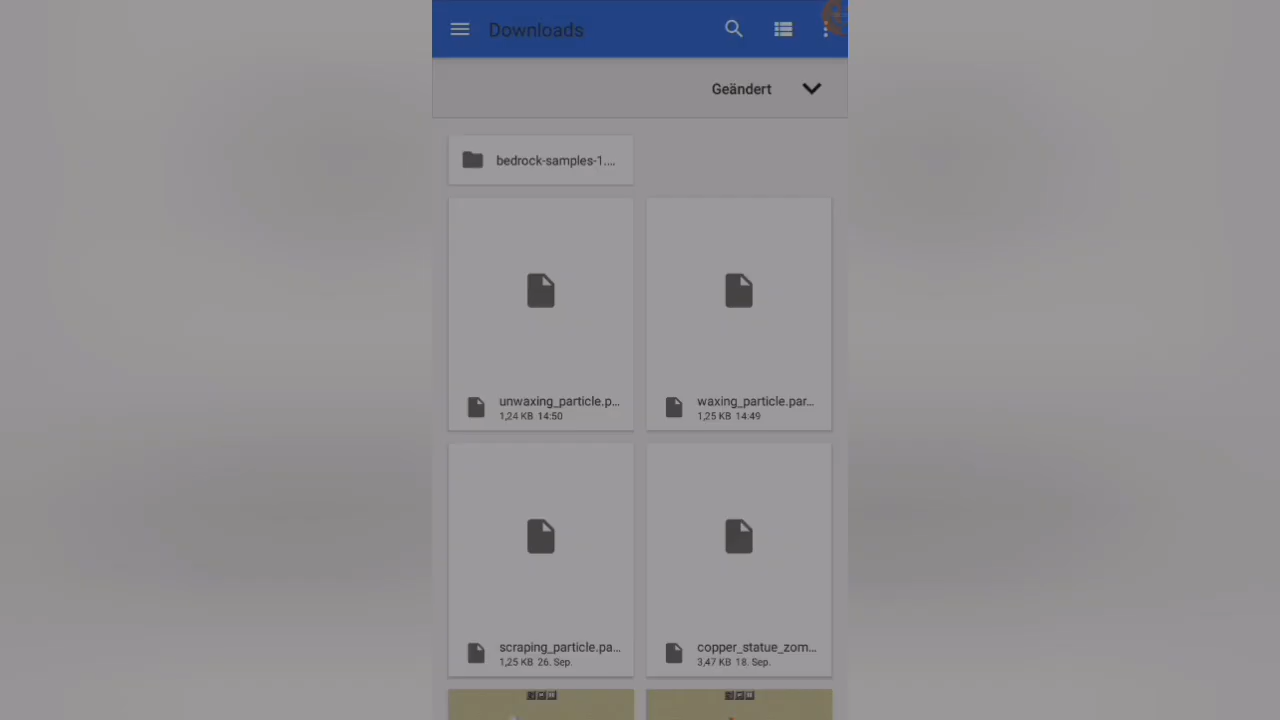 Downloads
Geändert
bedrock-samples-1....
unwaxing_particle.p...
1,24 KB 14:50
waxing_particle.par...
1,25 KB 14:49
scraping_particle.pa...
1,25 KB 26. Sep.
copper_statue_zom...
3,47 KB 18. Sep.